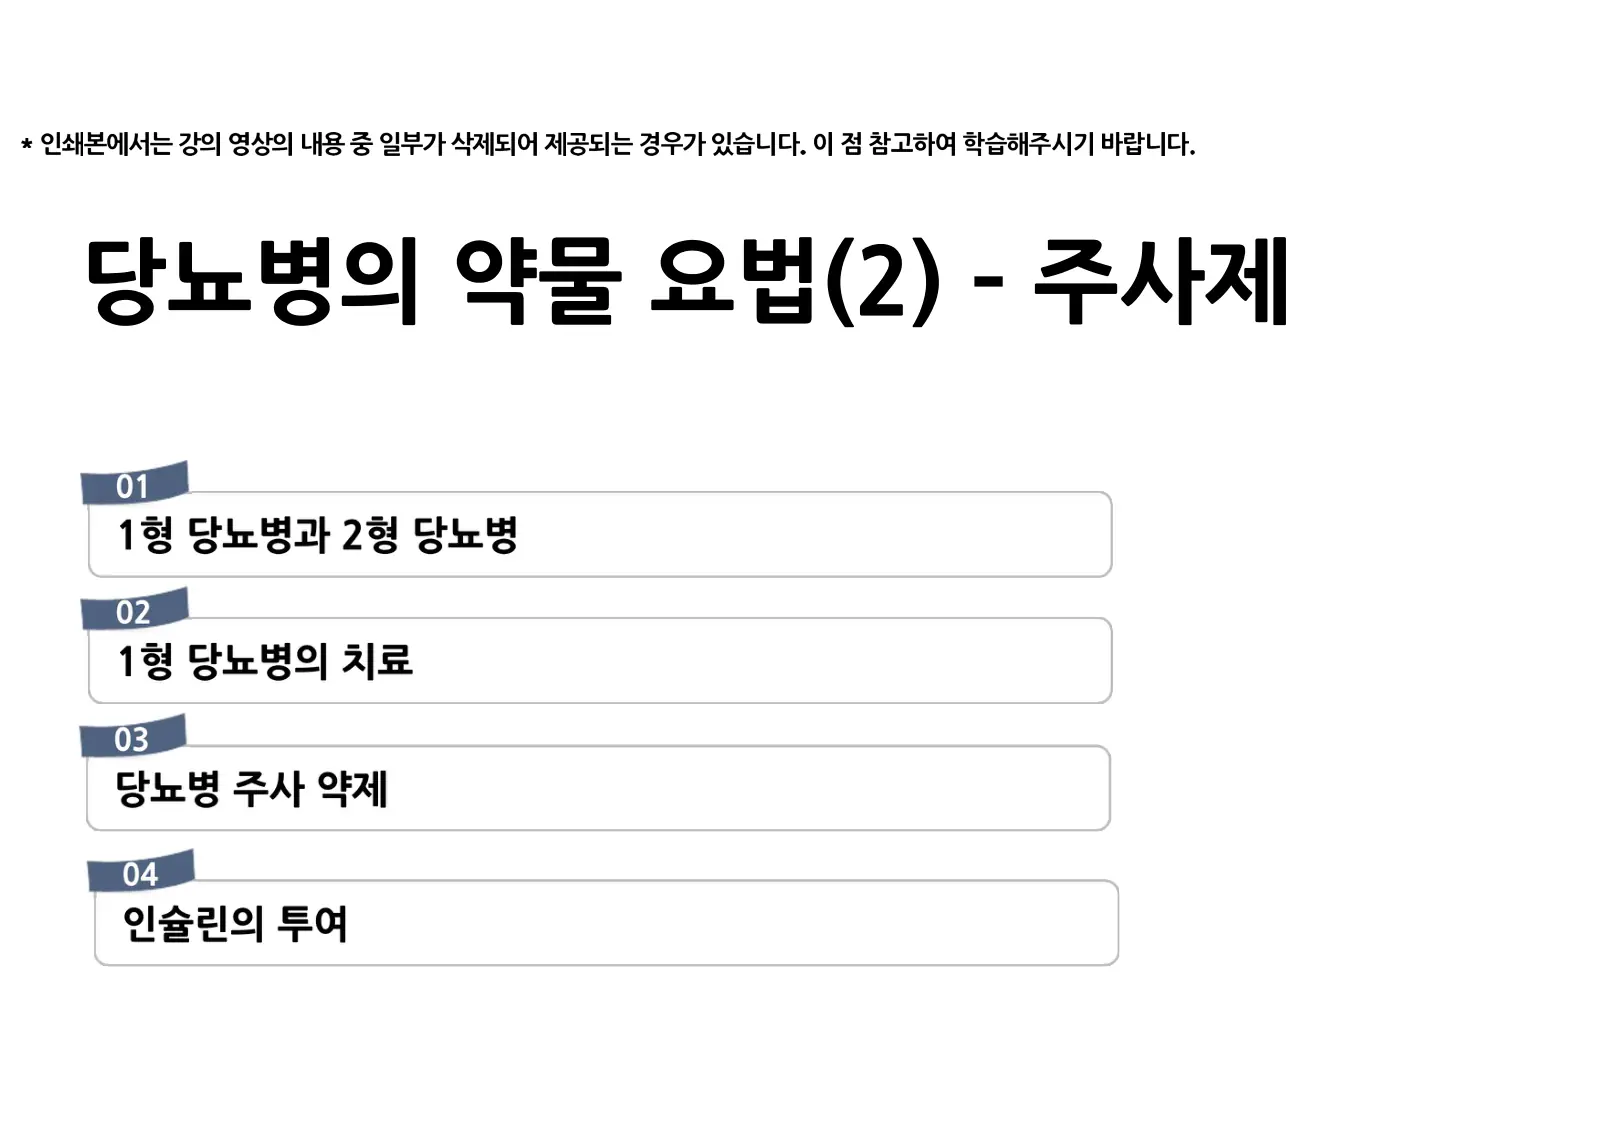 * 인쇄본에서는 강의 영상의 내용 중 일부가 삭제되어 제공되는 경우가 있습니다. 이 점 참고하여 학습해주시기 바랍니다.
당뇨병의 약물 요법(2) - 주사제
01
1형 당뇨병과 2형 당뇨병
02
1형 당뇨병의 치료
03
당뇨병 주사 약제
04
인슐린의 투여